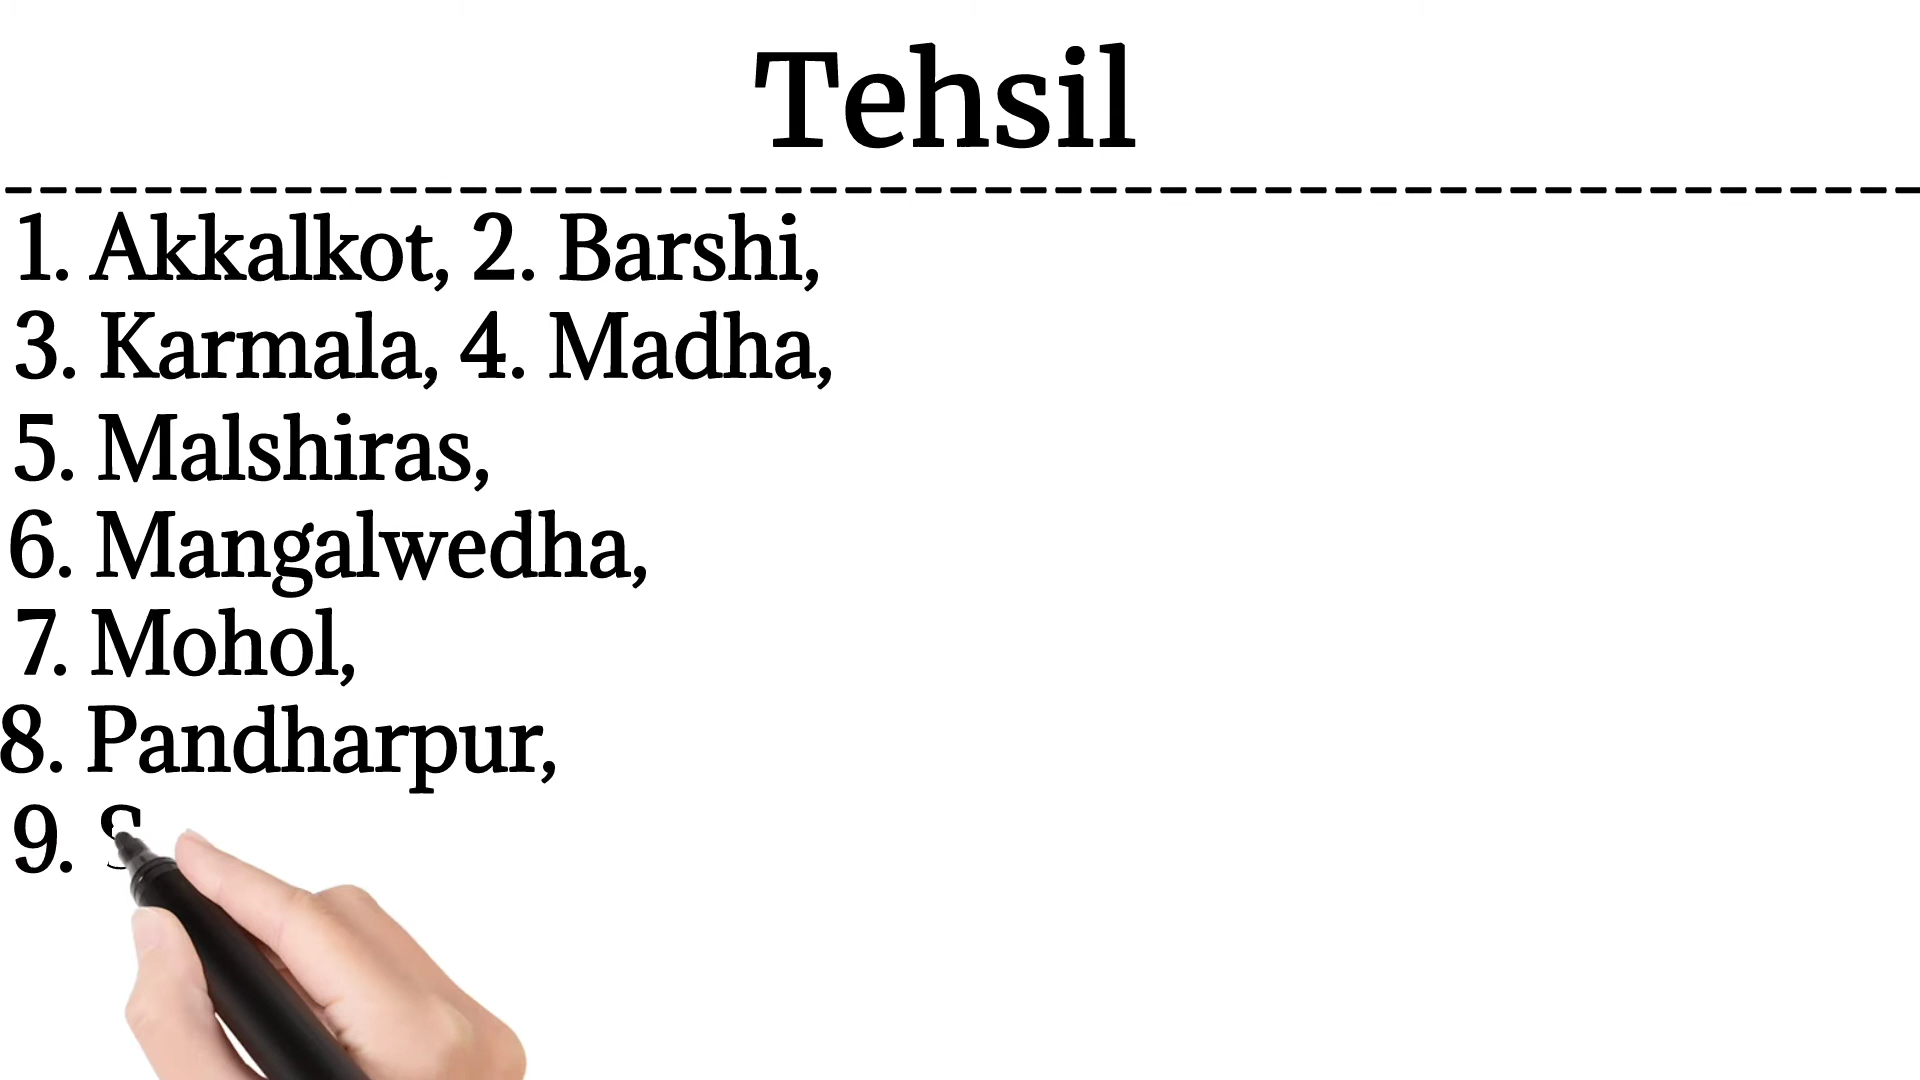 Tehsil
1. Akkalkot, 2. Barshi,
3. Karmala, 4. Madha,
5. Malshiras,
6. Mangalwedha,
7. Mohol,
8. Pandharpur,
9. S